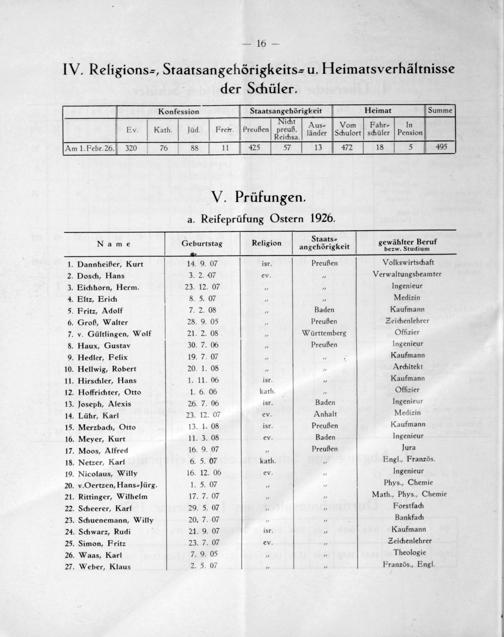 — 16 —
IV. Religions-, Staatsangehörigkeits- u. Heimatsverhältnisse
der Schüler.
Konfession Staatsangehörigkeit Heimat Summe
Ev. Kath. Jüd. Freir. Preußen Nicht preuß. Reichsa. Aus-länder Vom Schulort Fahr-schüler In Pension
Am 1. Febr. 26. 320 76 88 11 425 57 13 472 18 5 495
V. Prüfungen.
a. Reifeprüfung Ostern 1926.
Name Geburtstag Religion Staats-angehörigkeit gewählter Beruf bezw. Studium
1. Dannheißer, Kurt 14. 9. 07 isr. Preußen Volkswirtschaft
2. Dosch, Hans 3. 2. 07 ev. „ Verwaltungsbeamter
3. Eichhorn, Herm. 23. 12. 07 „ „ Ingenieur
4. Eltz, Erich 8. 5. 07 „ „ Medizin
5. Fritz, Adolf 7. 2. 08 „ Baden Kaufmann
6. Groß, Walter 28. 9. 05 „ Preußen Zeichenlehrer
7. v. Gültlingen, Wolf 21. 2. 08 „ Württemberg Offizier
8. Haux, Gustav 30. 7. 06 „ Preußen Ingenieur
9. Hedler, Felix 19. 7. 07 „ „ Kaufmann
10. Hellwig, Robert 20. 1. 08 „ „ Architekt
11. Hirschler, Hans 1. 11. 06 isr. „ Kaufmann
12. Hoffrichter, Otto 1. 6. 06 kath. „ Offizier
13. Joseph, Alexis 26. 7. 06 isr. Baden Ingenieur
14. Lühr, Karl 23. 12. 07 ev. Anhalt Medizin
15. Merzbach, Otto 13. 1. 08 isr. Preußen Kaufmann
16. Meyer, Kurt 11. 3. 08 ev. Baden Ingenieur
17. Moos, Alfred 16. 9. 07 „ Preußen Jura
18. Netzer, Karl 6. 5. 07 kath. „ Engl., Französ.
19. Nicolaus, Willy 16. 12. 06 ev. „ Ingenieur
20. v. Oertzen, Hans-Jürg. 1. 5. 07 „ „ Phys., Chemie
21. Rittinger, Wilhelm 17. 7. 07 „ „ Math., Phys., Chemie
22. Scheerer, Karl 29. 5. 07 „ „ Forstfach
23. Schuenemann, Willy 20. 7. 07 „ „ Bankfach
24. Schwarz, Rudi 21. 9. 07 isr. „ Kaufmann
25. Simon, Fritz 23. 7. 07 ev. „ Zeichenlehrer
26. Waas, Karl 7. 9. 05 „ „ Theologie
27. Weber, Klaus 2. 5. 07 „ „ Französ., Engl.